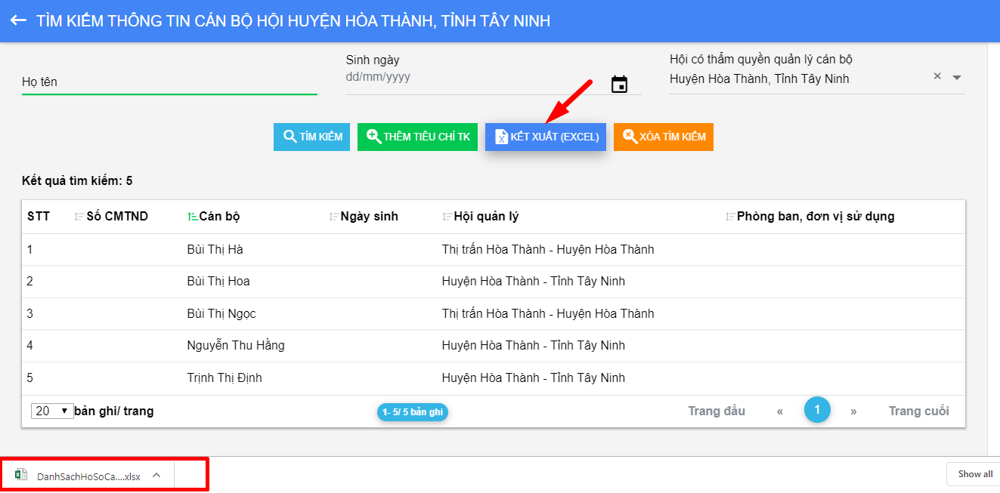 TÌM KIẾM THÔNG TIN CÁN BỘ HỘI HUYỆN HÒA THÀNH, TỈNH TÂY NINH
Họ tên
Sinh ngày
dd/mm/yyyy
Hội có thẩm quyền quản lý cán bộ
Huyện Hòa Thành, Tỉnh Tây Ninh ×
TÌM KIẾM THÊM TIÊU CHÍ TK KẾT XUẤT (EXCEL) XÓA TÌM KIẾM
Kết quả tìm kiếm: 5
STT Số CMTND Cán bộ Ngày sinh Hội quản lý Phòng ban, đơn vị sử dụng
1 Bùi Thị Hà Thị trấn Hòa Thành - Huyện Hòa Thành
2 Bùi Thị Hoa Huyện Hòa Thành - Tỉnh Tây Ninh
3 Bùi Thị Ngọc Thị trấn Hòa Thành - Huyện Hòa Thành
4 Nguyễn Thu Hằng Huyện Hòa Thành - Tỉnh Tây Ninh
5 Trịnh Thị Định Huyện Hòa Thành - Tỉnh Tây Ninh
20 bản ghi/ trang 1- 5/ 5 bản ghi Trang đầu « 1 » Trang cuối
DanhSachHoSoCa....xlsx Show all